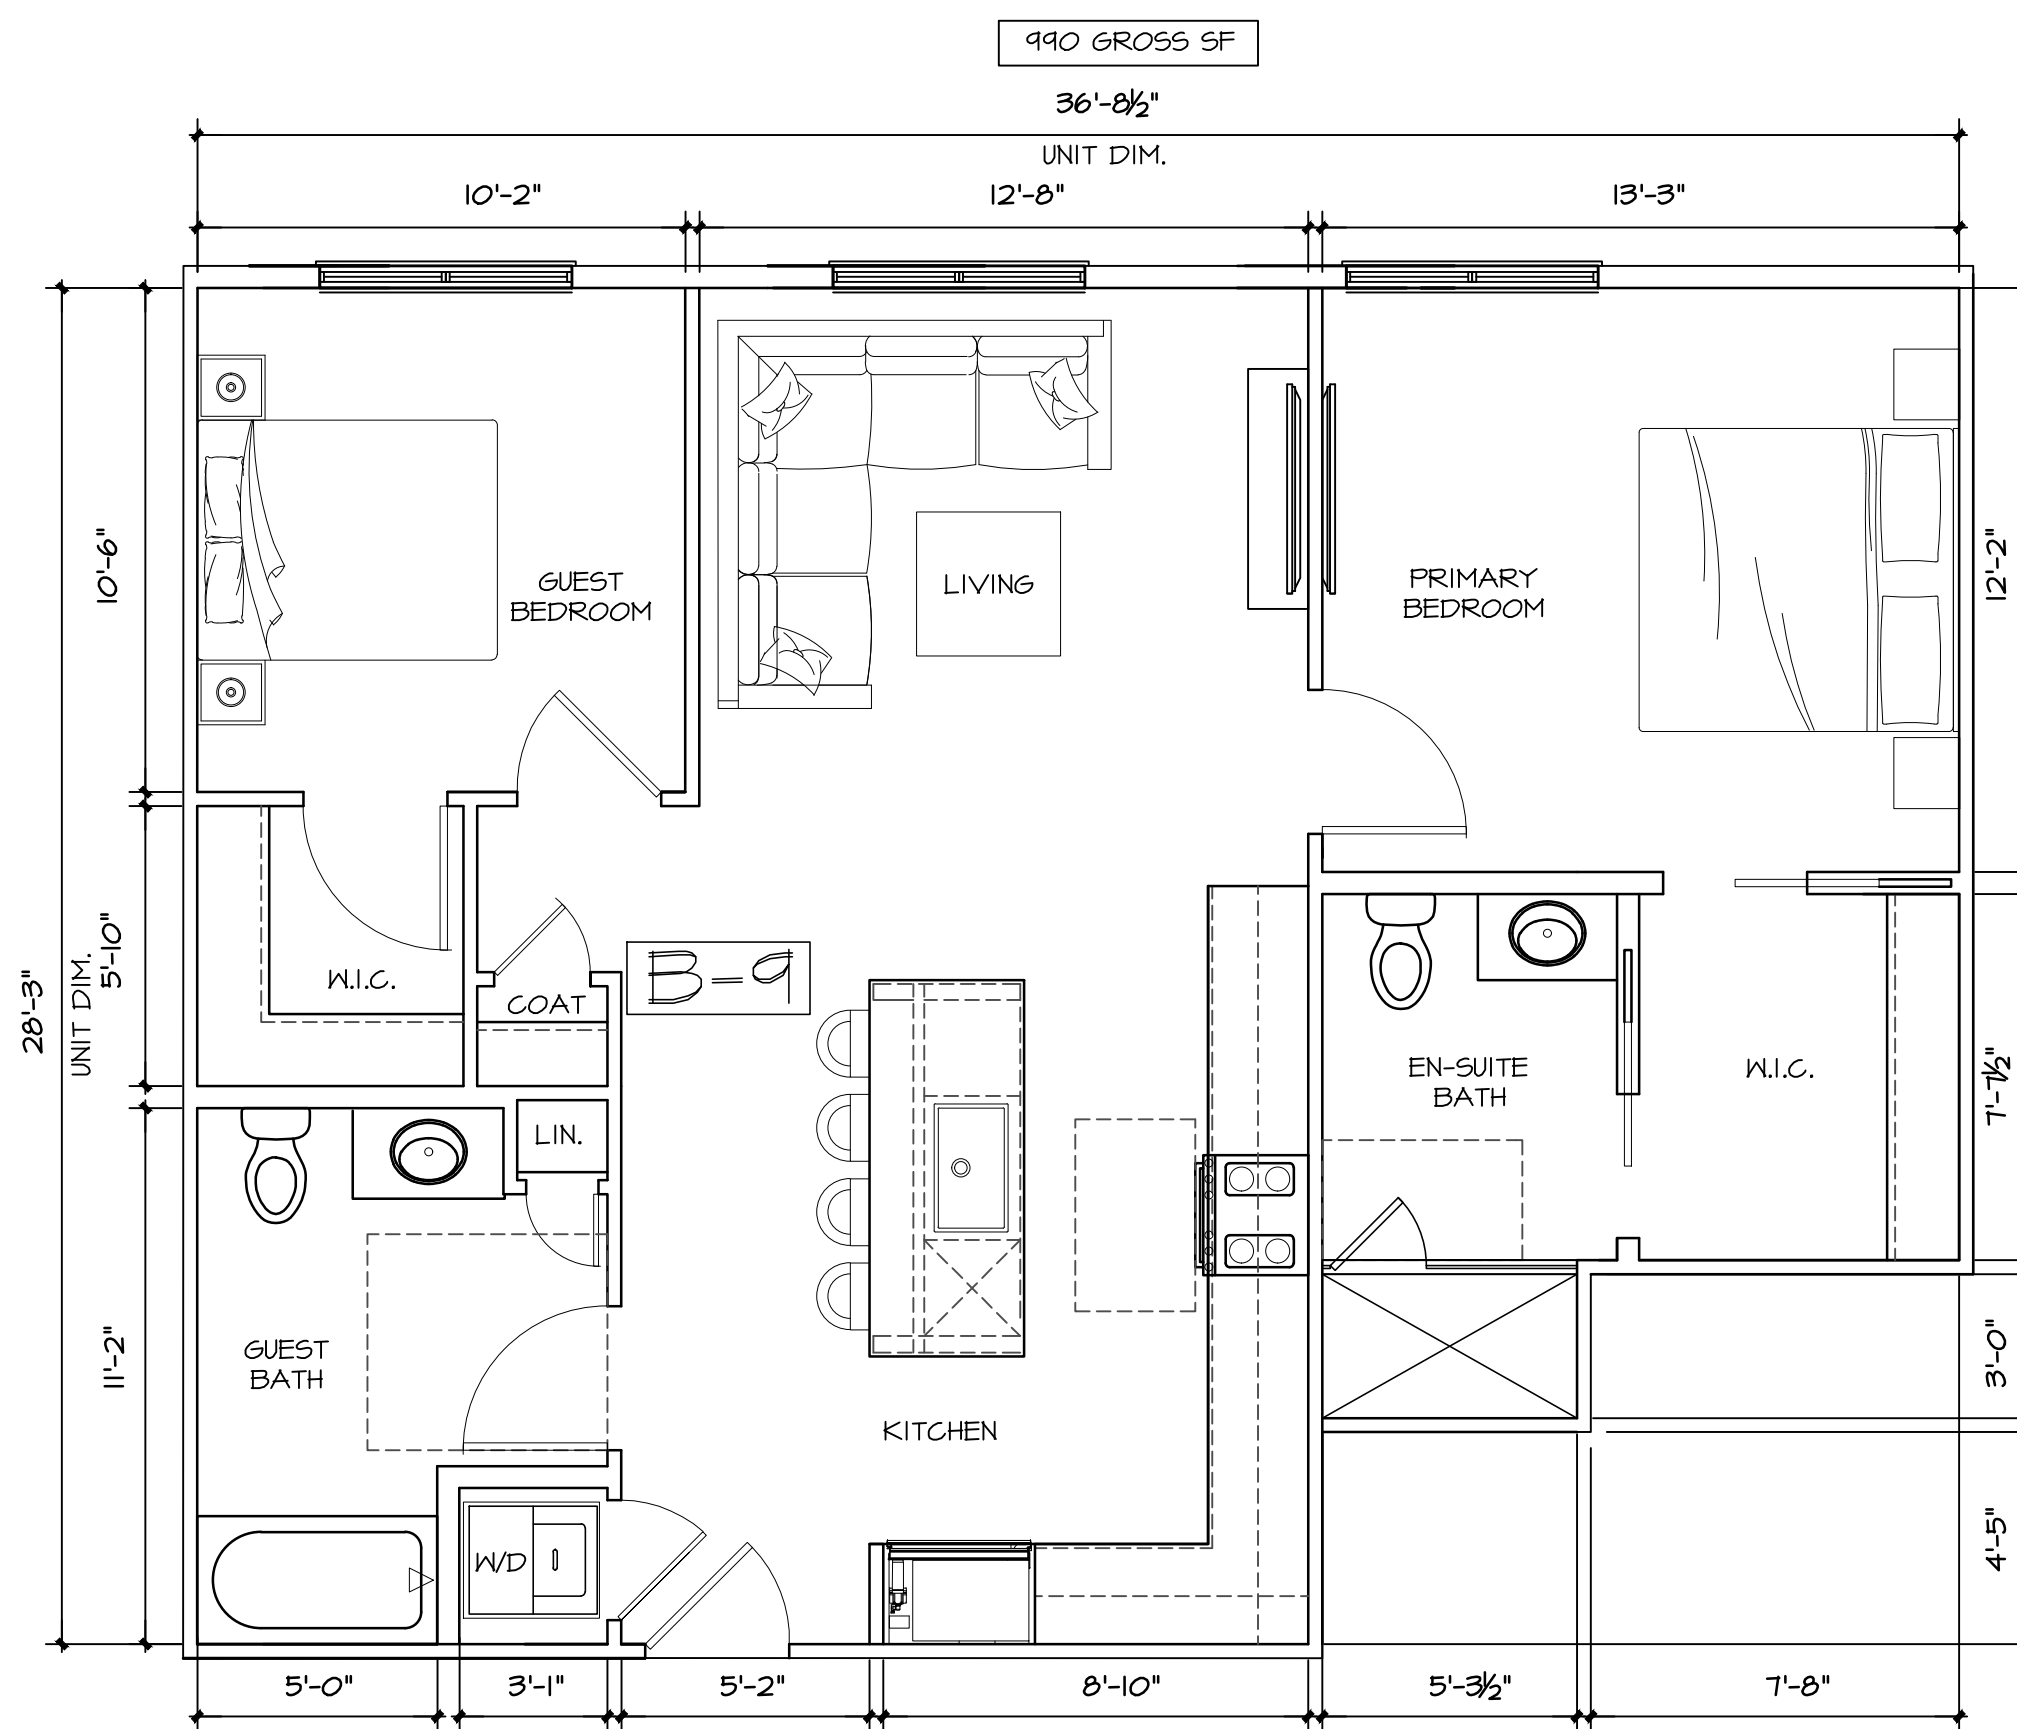 990 GROSS SF
36'-8½"
UNIT DIM.
10'-2"
12'-8"
13'-3"
10'-6"
12'-2"
GUEST
BEDROOM
LIVING
PRIMARY
BEDROOM
28'-3"
UNIT DIM.
5'-10"
W.I.C.
COAT
B-9
EN-SUITE
BATH
W.I.C.
7'-7½"
LIN.
11'-2"
GUEST
BATH
3'-0"
KITCHEN
W/D
4'-5"
5'-0"
3'-1"
5'-2"
8'-10"
5'-3½"
7'-8"